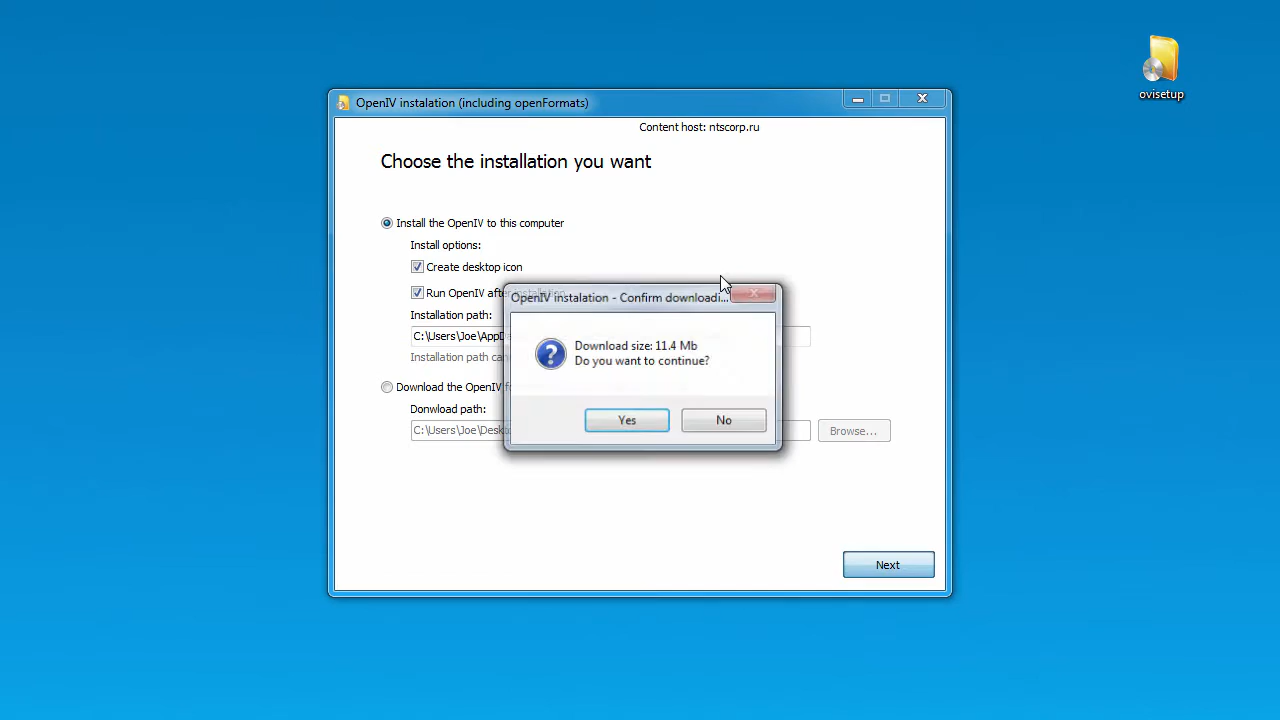 ovisetup
OpenIV instalation (including openFormats)
Content host: ntscorp.ru
Choose the installation you want
Install the OpenIV to this computer
Install options:
Create desktop icon
Run OpenIV after installation
OpenIV instalation - Confirm downloadi...
Installation path:
C:\Users\Joe\AppDa
Download size: 11.4 Mb
Do you want to continue?
Installation path
Download the OpenIV
Donwload path:
Yes
No
C:\Users\Joe\Deskt
Browse...
Next